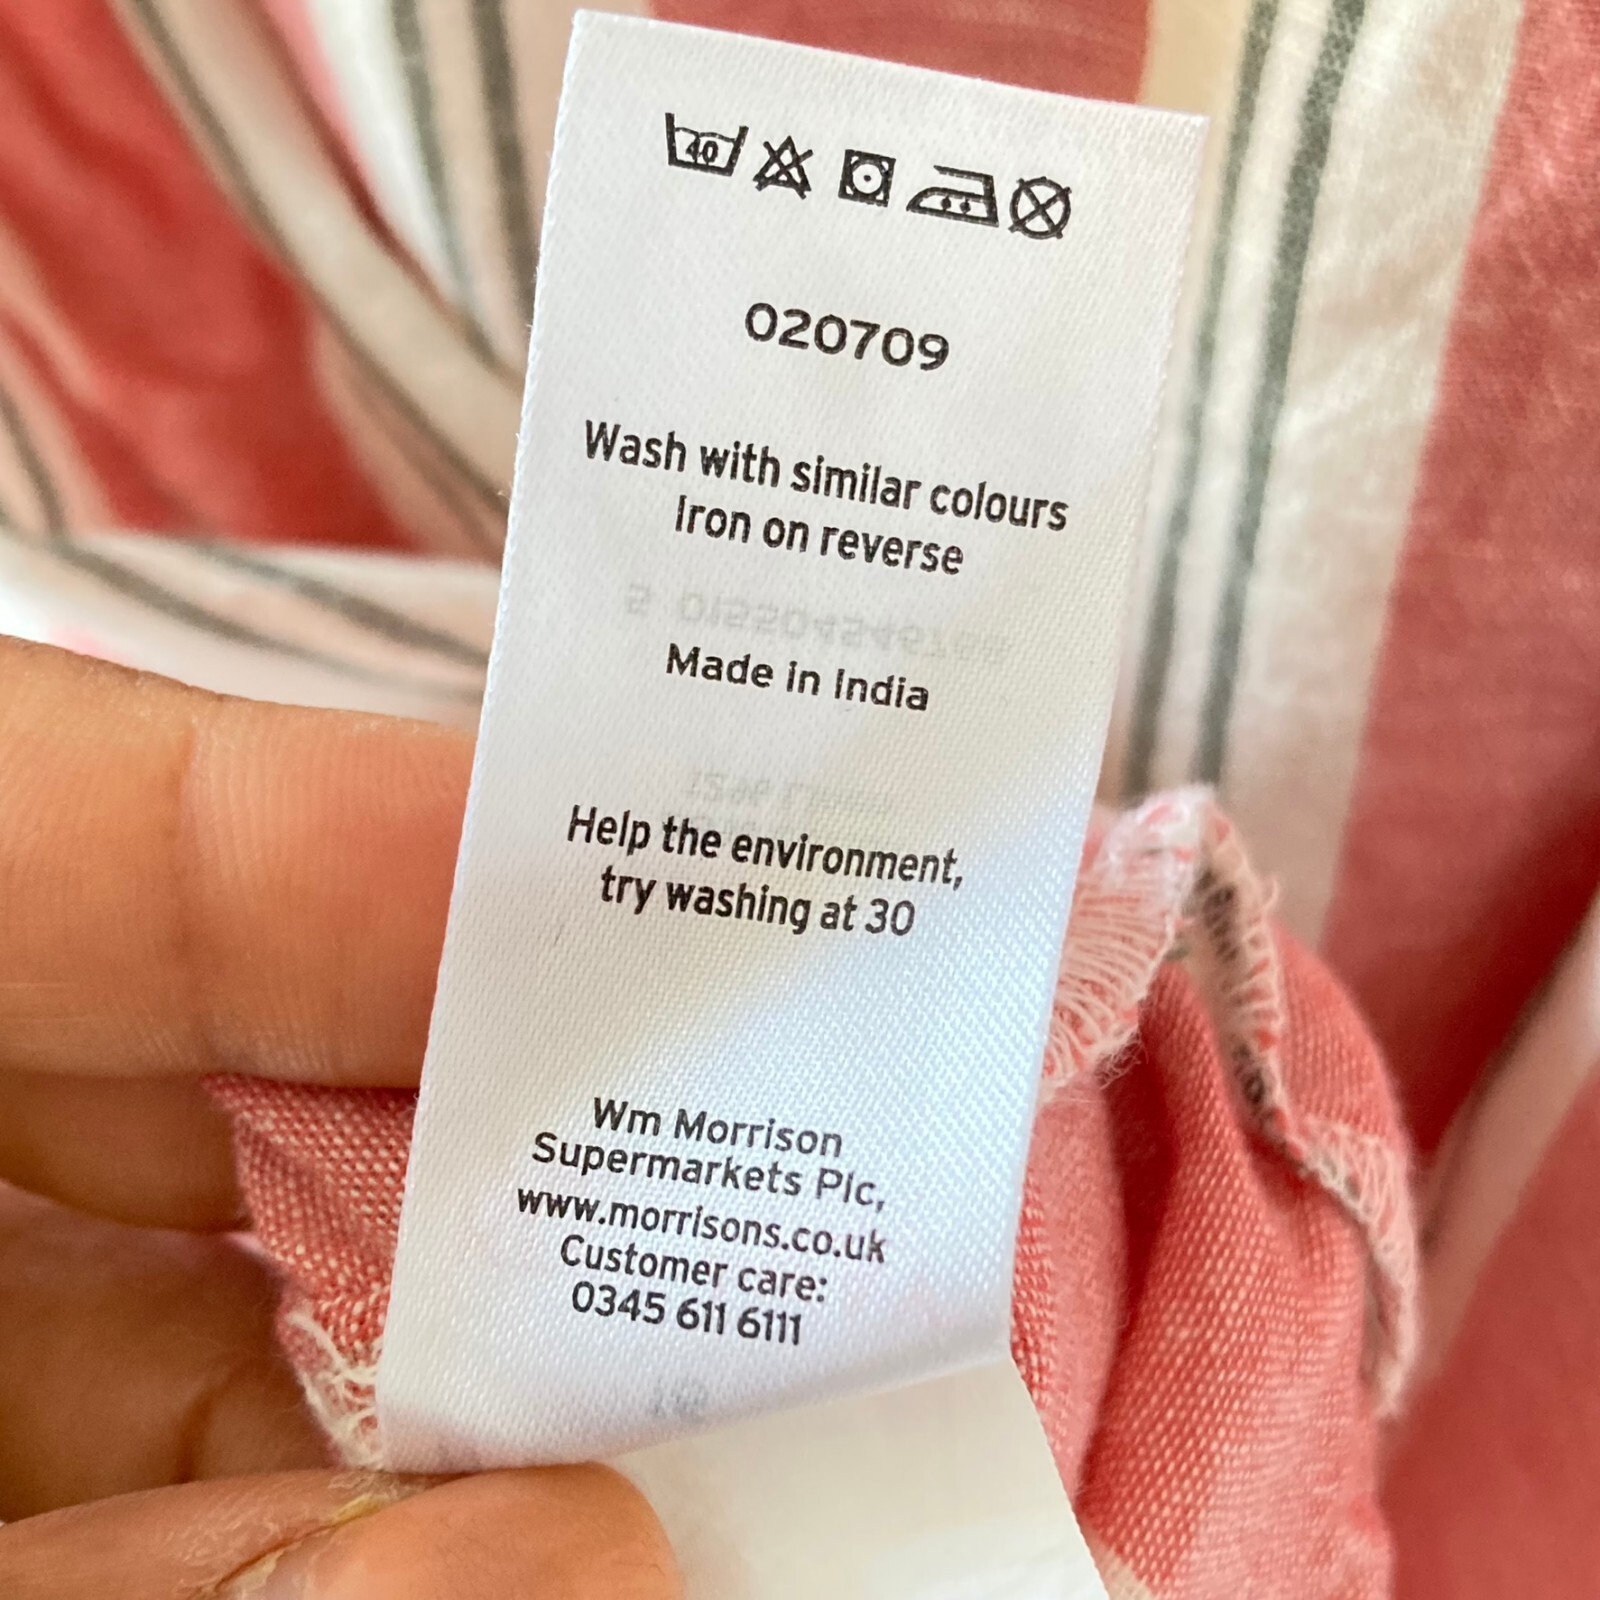 40
020709
Wash with similar colours
Iron on reverse
Made in India
Help the environment,
try washing at 30
Wm Morrison
Supermarkets Plc,
www.morrisons.co.uk
Customer care:
0345 611 6111